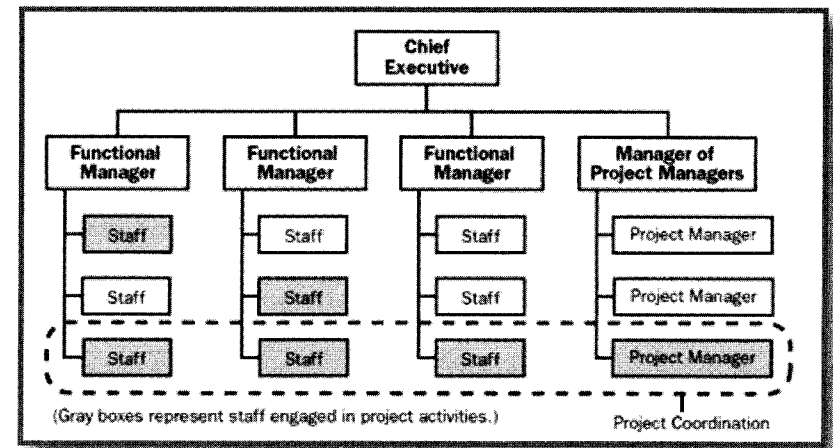 Chief
Executive
Functional
Manager
Functional
Manager
Functional
Manager
Manager of
Project Managers
Staff
Staff
Staff
Project Manager
Staff
Staff
Staff
Project Manager
Staff
Staff
Staff
Project Manager
(Gray boxes represent staff engaged in project activities.)
Project Coordination